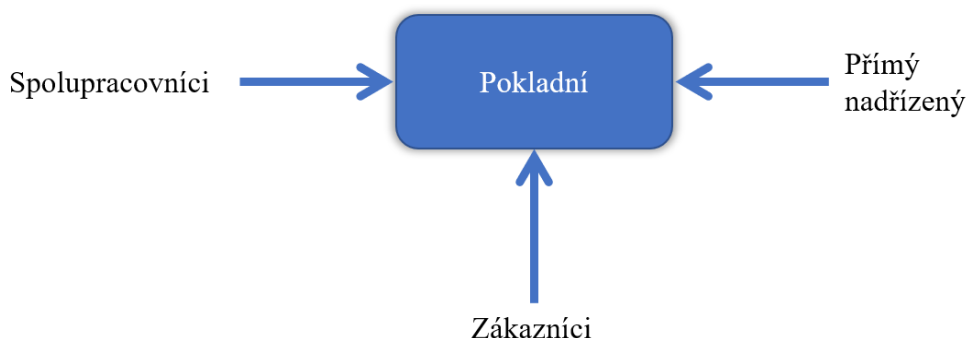 Spolupracovníci
Pokladní
Přímý
nadřízený
Zákazníci